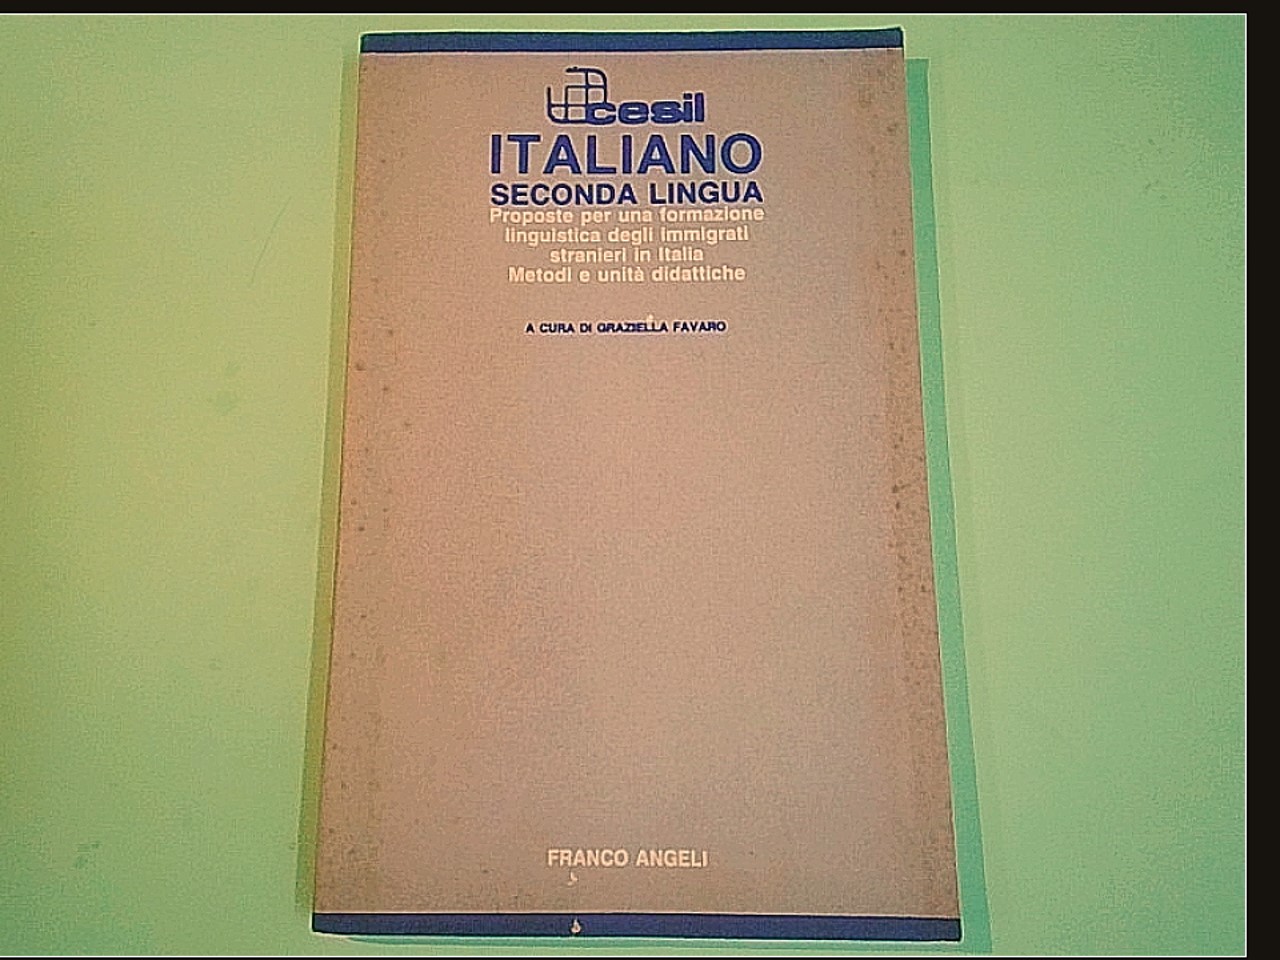 cesil
ITALIANO
SECONDA LINGUA
Proposte per una formazione
linguistica degli immigrati
stranieri in Italia
Metodi e unità didattiche
A CURA DI GRAZIELLA FAVARO
FRANCO ANGELI